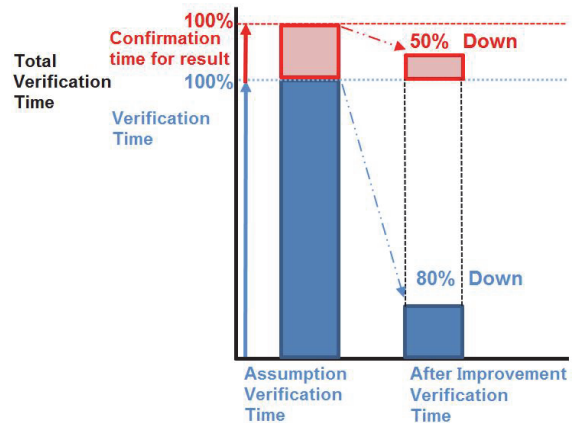 100%
Confirmation
time for result
50% Down
Total
Verification
Time
100%
Verification
Time
80% Down
Assumption
Verification
Time
After Improvement
Verification
Time